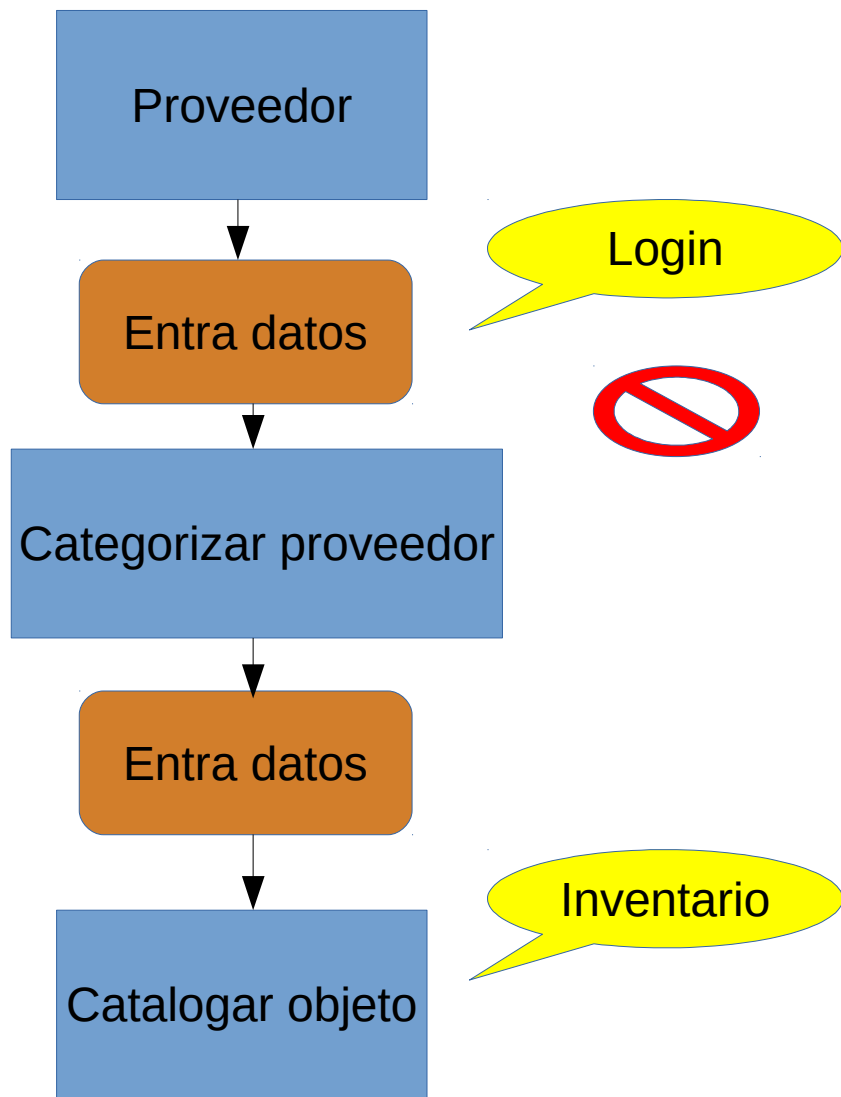 Proveedor
Login
Entra datos
Categorizar proveedor
Entra datos
Inventario
Catalogar objeto